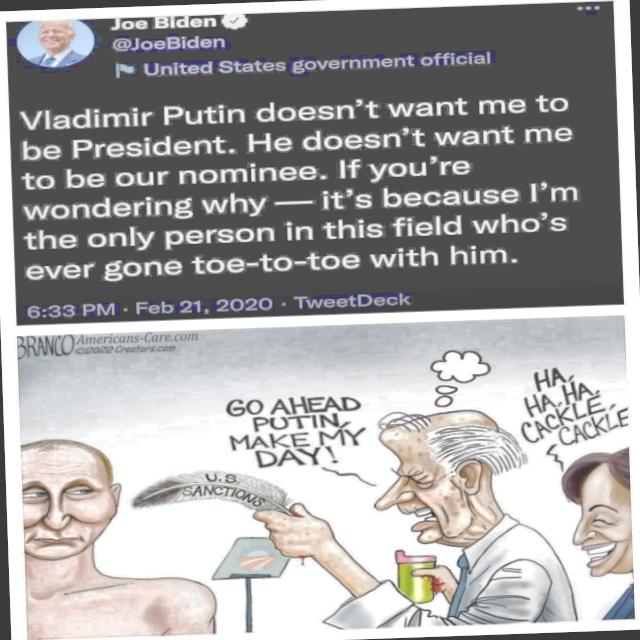 Joe Biden
@JoeBiden
United States government official
Vladimir Putin doesn't want me to
be President. He doesn't want me
to be our nominee. If you're
wondering why — it's because I'm
the only person in this field who's
ever gone toe-to-toe with him.
6:33 PM · Feb 21, 2020 · TweetDeck
BRANCO Americans-Care.com
©2022 Creators.com
GO AHEAD
PUTIN,
MAKE MY
DAY!
U.S.
SANCTIONS
HA,
HA, HA,
CACKLE,
CACKLE